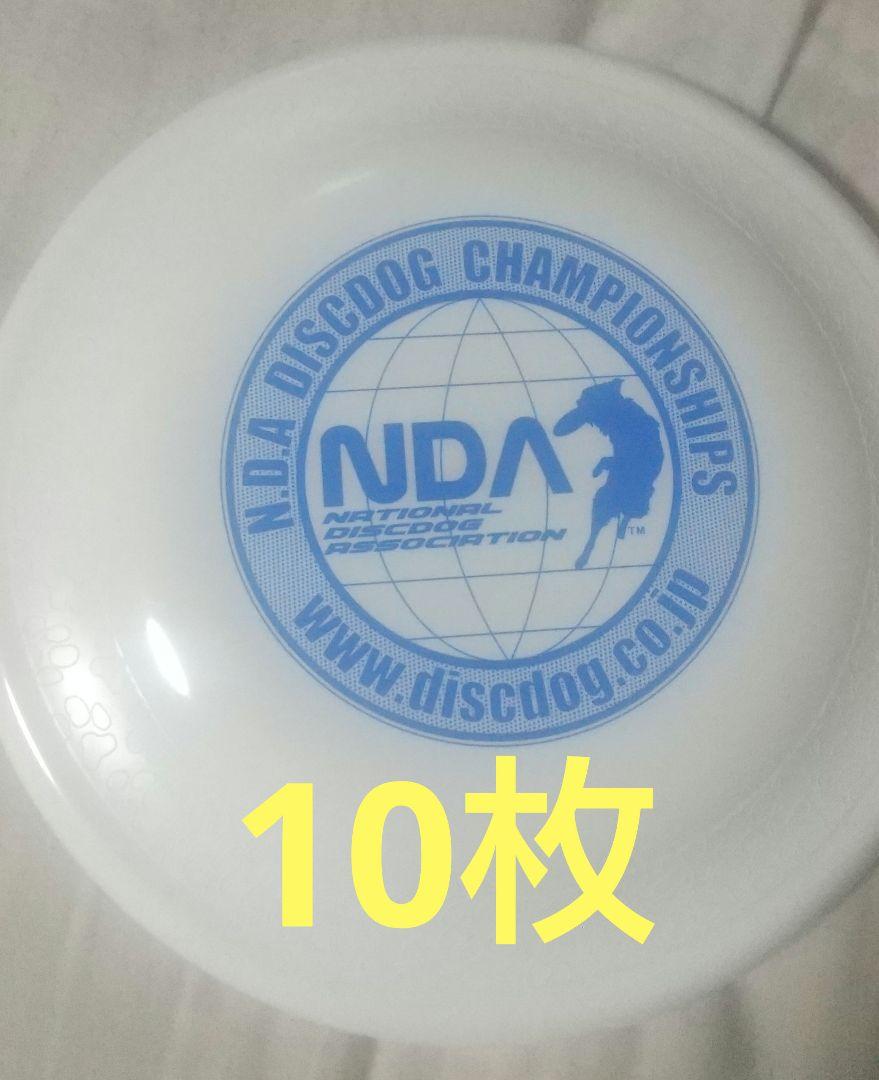 N.D.A DISCDOG CHAMPIONSHIPS
NDA
NATIONAL
DISCDOG
ASSOCIATION
TM
www.discdog.co.jp
10枚